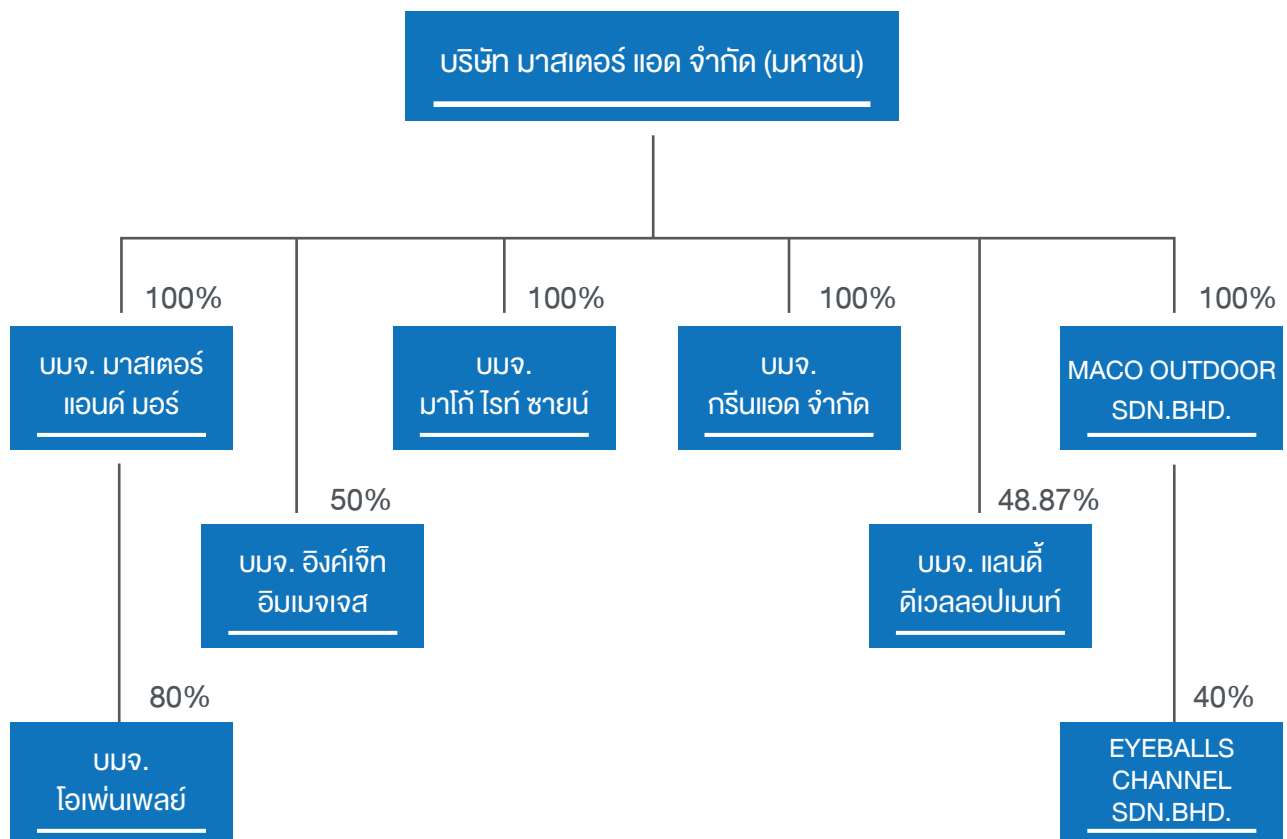 บริษัท มาสเตอร์ แอด จำกัด (มหาชน)
100%
100%
100%
100%
บมจ. มาสเตอร์
แอนด์ มอร์
บมจ.
มาโก้ ไรท์ ซายน์
บมจ.
กรีนแอด จำกัด
MACO OUTDOOR
SDN.BHD.
50%
48.87%
บมจ. อิงค์เจ็ท
อิมเมจเจส
บมจ. แลนดี้
ดีเวลลอปเมนท์
80%
40%
บมจ.
โอเพ่นเพลย์
EYEBALLS
CHANNEL
SDN.BHD.